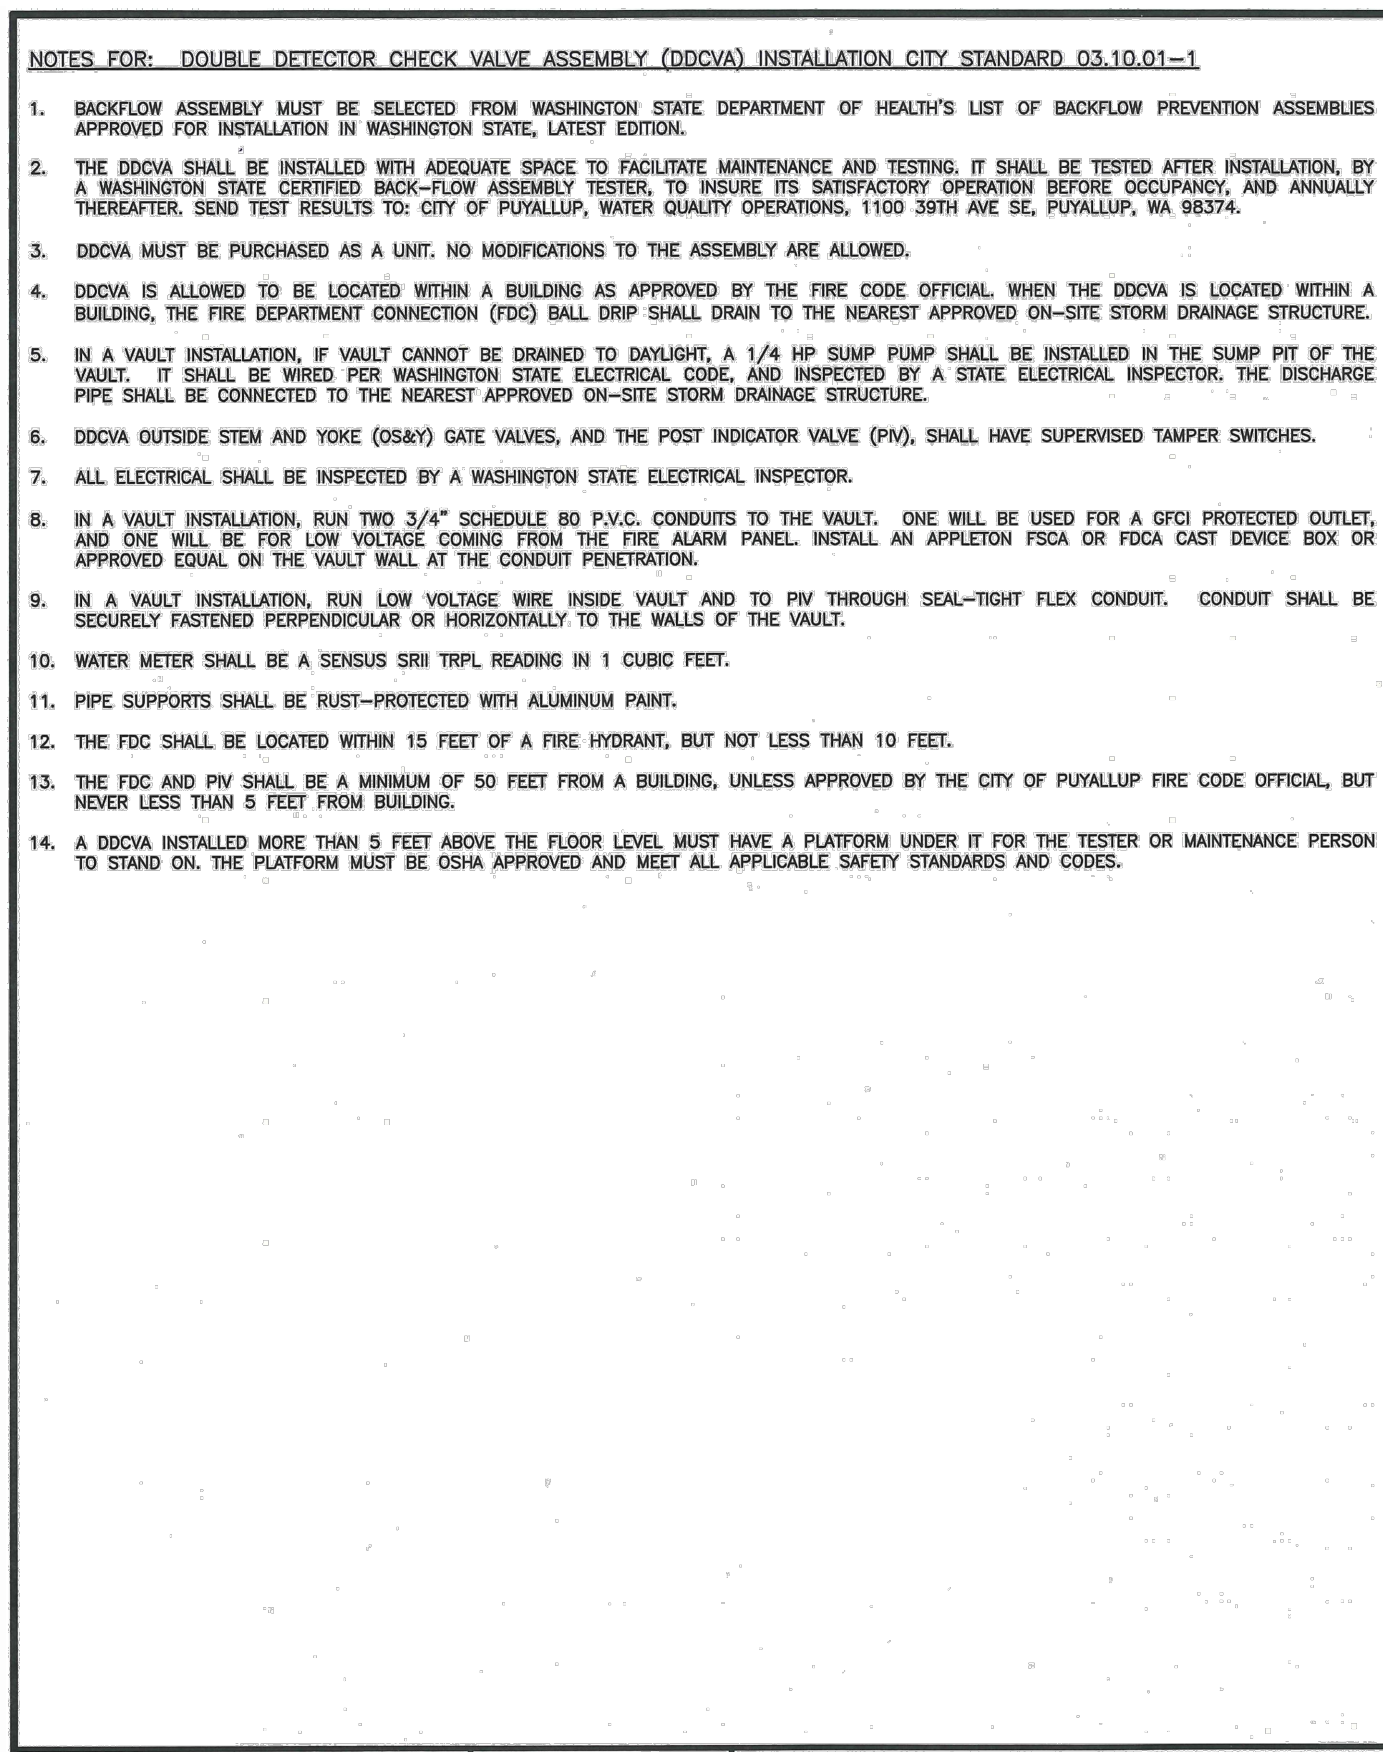 NOTES FOR: DOUBLE DETECTOR CHECK VALVE ASSEMBLY (DDCVA) INSTALLATION CITY STANDARD 03.10.01-1
1. BACKFLOW ASSEMBLY MUST BE SELECTED FROM WASHINGTON STATE DEPARTMENT OF HEALTH'S LIST OF BACKFLOW PREVENTION ASSEMBLIES
APPROVED FOR INSTALLATION IN WASHINGTON STATE, LATEST EDITION.
2. THE DDCVA SHALL BE INSTALLED WITH ADEQUATE SPACE TO FACILITATE MAINTENANCE AND TESTING. IT SHALL BE TESTED AFTER INSTALLATION, BY
A WASHINGTON STATE CERTIFIED BACK-FLOW ASSEMBLY TESTER, TO INSURE ITS SATISFACTORY OPERATION BEFORE OCCUPANCY, AND ANNUALLY
THEREAFTER. SEND TEST RESULTS TO: CITY OF PUYALLUP, WATER QUALITY OPERATIONS, 1100 39TH AVE SE, PUYALLUP, WA 98374.
3. DDCVA MUST BE PURCHASED AS A UNIT. NO MODIFICATIONS TO THE ASSEMBLY ARE ALLOWED.
4. DDCVA IS ALLOWED TO BE LOCATED WITHIN A BUILDING AS APPROVED BY THE FIRE CODE OFFICIAL. WHEN THE DDCVA IS LOCATED WITHIN A
BUILDING, THE FIRE DEPARTMENT CONNECTION (FDC) BALL DRIP SHALL DRAIN TO THE NEAREST APPROVED ON-SITE STORM DRAINAGE STRUCTURE.
5. IN A VAULT INSTALLATION, IF VAULT CANNOT BE DRAINED TO DAYLIGHT, A 1/4 HP SUMP PUMP SHALL BE INSTALLED IN THE SUMP PIT OF THE
VAULT. IT SHALL BE WIRED PER WASHINGTON STATE ELECTRICAL CODE, AND INSPECTED BY A STATE ELECTRICAL INSPECTOR. THE DISCHARGE
PIPE SHALL BE CONNECTED TO THE NEAREST APPROVED ON-SITE STORM DRAINAGE STRUCTURE.
6. DDCVA OUTSIDE STEM AND YOKE (OS&Y) GATE VALVES, AND THE POST INDICATOR VALVE (PIV), SHALL HAVE SUPERVISED TAMPER SWITCHES.
7. ALL ELECTRICAL SHALL BE INSPECTED BY A WASHINGTON STATE ELECTRICAL INSPECTOR.
8. IN A VAULT INSTALLATION, RUN TWO 3/4" SCHEDULE 80 P.V.C. CONDUITS TO THE VAULT. ONE WILL BE USED FOR A GFCI PROTECTED OUTLET,
AND ONE WILL BE FOR LOW VOLTAGE COMING FROM THE FIRE ALARM PANEL. INSTALL AN APPLETON FSCA OR FDCA CAST DEVICE BOX OR
APPROVED EQUAL ON THE VAULT WALL AT THE CONDUIT PENETRATION.
9. IN A VAULT INSTALLATION, RUN LOW VOLTAGE WIRE INSIDE VAULT AND TO PIV THROUGH SEAL-TIGHT FLEX CONDUIT. CONDUIT SHALL BE
SECURELY FASTENED PERPENDICULAR OR HORIZONTALLY TO THE WALLS OF THE VAULT.
10. WATER METER SHALL BE A SENSUS SRII TRPL READING IN 1 CUBIC FEET.
11. PIPE SUPPORTS SHALL BE RUST-PROTECTED WITH ALUMINUM PAINT.
12. THE FDC SHALL BE LOCATED WITHIN 15 FEET OF A FIRE HYDRANT, BUT NOT LESS THAN 10 FEET.
13. THE FDC AND PIV SHALL BE A MINIMUM OF 50 FEET FROM A BUILDING, UNLESS APPROVED BY THE CITY OF PUYALLUP FIRE CODE OFFICIAL, BUT
NEVER LESS THAN 5 FEET FROM BUILDING.
14. A DDCVA INSTALLED MORE THAN 5 FEET ABOVE THE FLOOR LEVEL MUST HAVE A PLATFORM UNDER IT FOR THE TESTER OR MAINTENANCE PERSON
TO STAND ON. THE PLATFORM MUST BE OSHA APPROVED AND MEET ALL APPLICABLE SAFETY STANDARDS AND CODES.